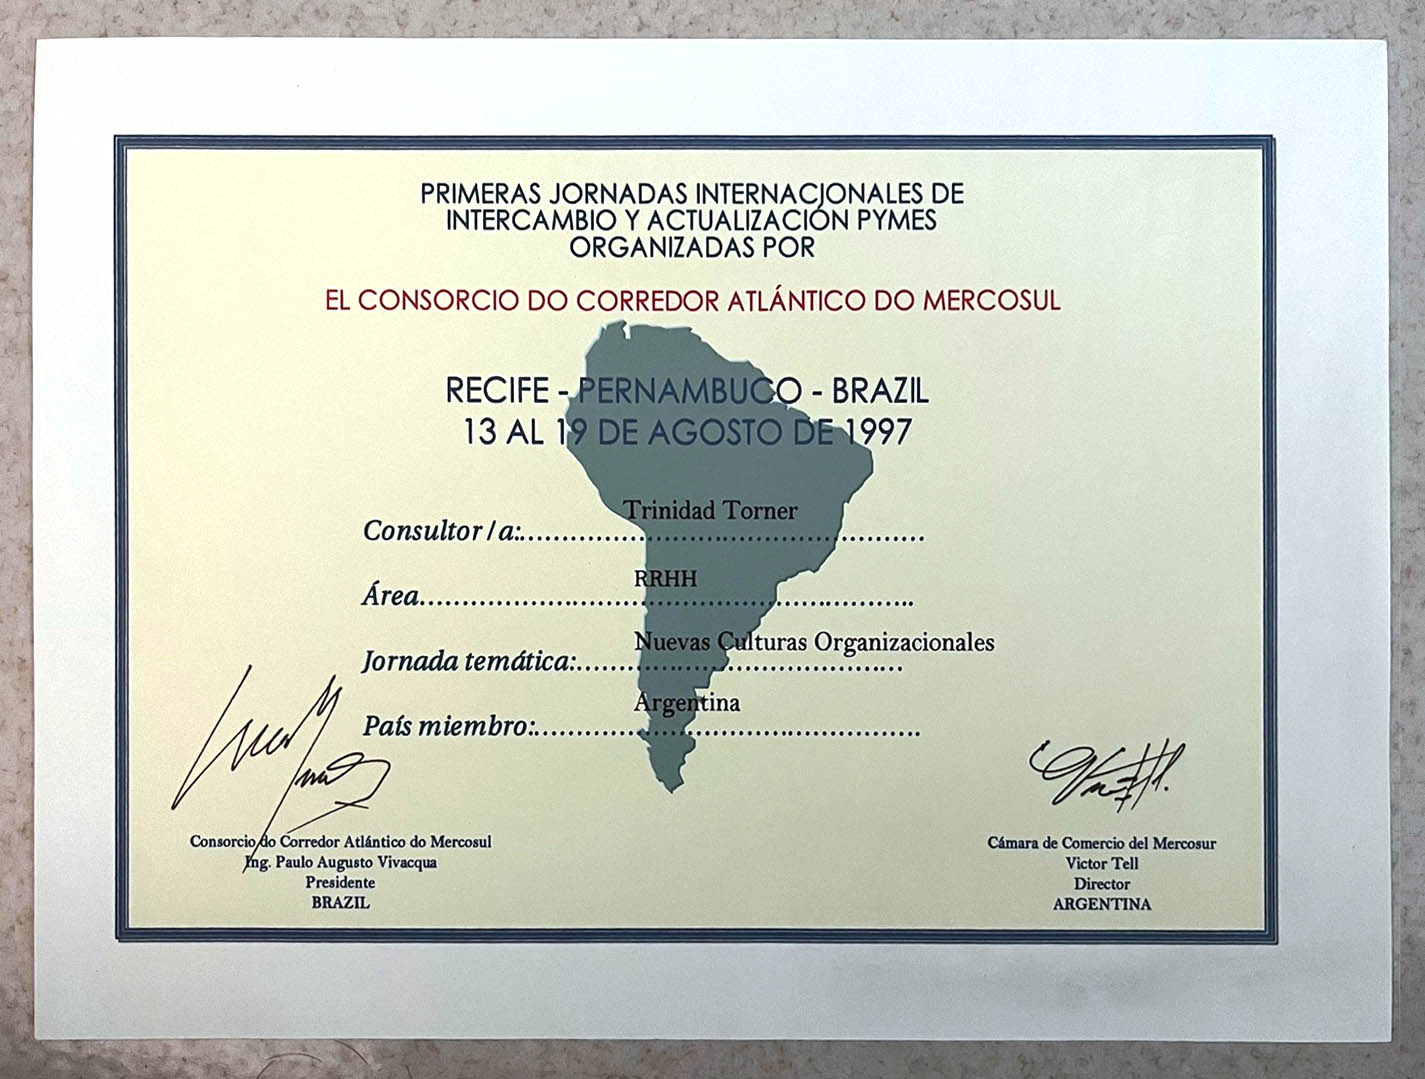 PRIMERAS JORNADAS INTERNACIONALES DE
INTERCAMBIO Y ACTUALIZACIÓN PYMES
ORGANIZADAS POR
EL CONSORCIO DO CORREDOR ATLÁNTICO DO MERCOSUL
RECIFE - PERNAMBUCO - BRAZIL
13 AL 19 DE AGOSTO DE 1997
Consultor/a:..... Trinidad Torner
Área..... RRHH
Jornada temática:..... Nuevas Culturas Organizacionales
País miembro:..... Argentina
Consorcio do Corredor Atlántico do Mercosul
Ing. Paulo Augusto Vivacqua
Presidente
BRAZIL
Cámara de Comercio del Mercosur
Victor Tell
Director
ARGENTINA